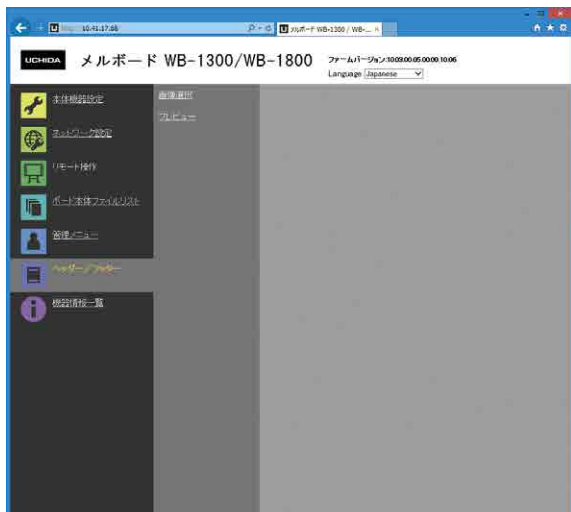 10.41.17.66
メルボード WB-1300 / WB-...
UCHIDA メルボード WB-1300/WB-1800
ファームバージョン:10.03.00.05.00.00.10.06
Language Japanese
本体機器設定
ネットワーク設定
リモート操作
ボード本体ファイルリスト
管理メニュー
ヘッダー/フッター
機器情報一覧
画像選択
プレビュー